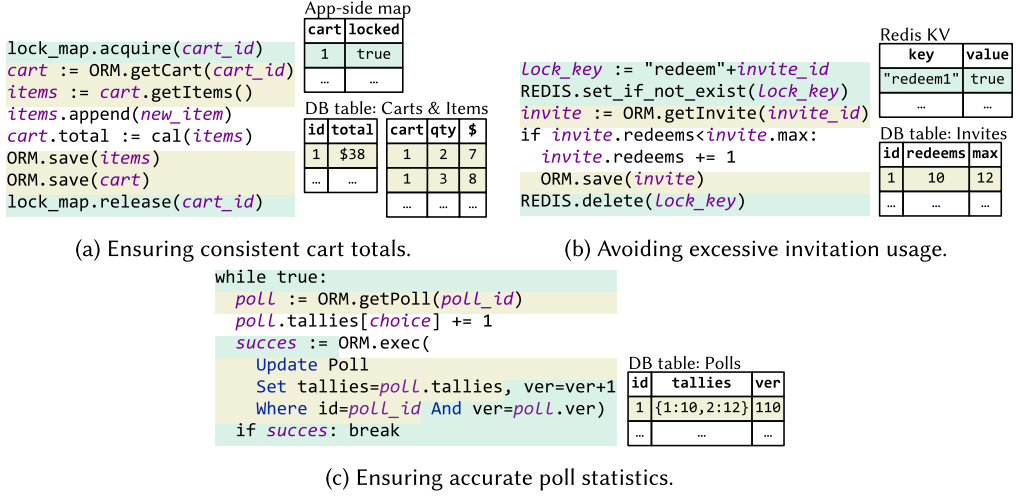 App-side map
cart locked
1 true
... ...
lock_map.acquire(cart_id)
cart := ORM.getCart(cart_id)
items := cart.getItems()
items.append(new_item)
cart.total := cal(items)
ORM.save(items)
ORM.save(cart)
lock_map.release(cart_id)
DB table: Carts & Items
id total
1 $38
... ...
cart qty $
1 2 7
1 3 8
... ... ...
(a) Ensuring consistent cart totals.
Lock_key := "redeem"+invite_id
REDIS.set_if_not_exist(Lock_key)
invite := ORM.getInvite(invite_id)
if invite.redeems<invite.max:
invite.redeems += 1
ORM.save(invite)
REDIS.delete(Lock_key)
Redis KV
key value
"redeem1" true
... ...
DB table: Invites
id redeems max
1 10 12
... ... ...
(b) Avoiding excessive invitation usage.
while true:
poll := ORM.getPoll(poll_id)
poll.tallies[choice] += 1
succes := ORM.exec(
Update Poll
Set tallies=poll.tallies, ver=ver+1
Where id=poll_id And ver=poll.ver)
if succes: break
DB table: Polls
id tallies ver
1 {1:10,2:12} 110
... ... ...
(c) Ensuring accurate poll statistics.